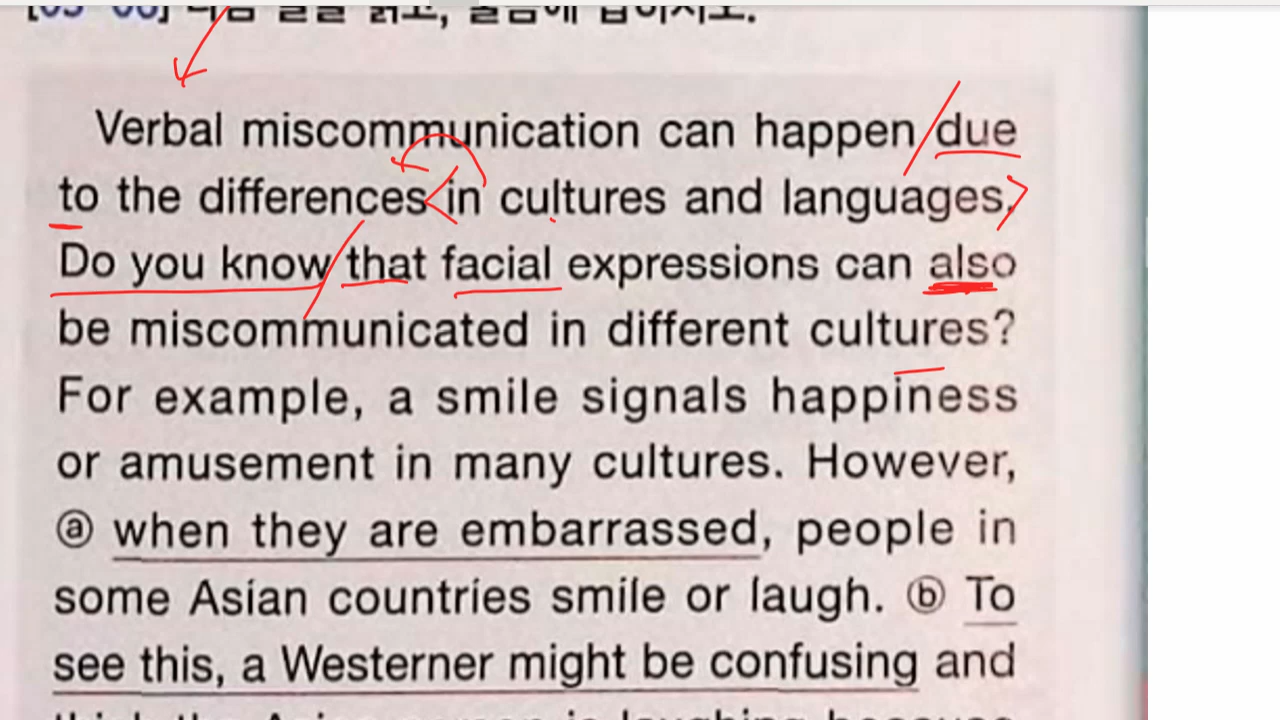 Verbal miscommunication can happen due
to the differences in cultures and languages.
Do you know that facial expressions can also
be miscommunicated in different cultures?
For example, a smile signals happiness
or amusement in many cultures. However,
ⓐ when they are embarrassed, people in
some Asian countries smile or laugh. ⓑ To
see this, a Westerner might be confusing and